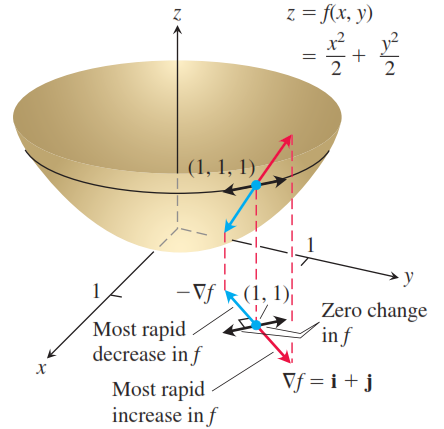 z
z = f(x, y)
= x²/2 + y²/2
(1, 1, 1)
1
y
1
−∇f
(1, 1)
Zero change
in f
Most rapid
decrease in f
x
∇f = i + j
Most rapid
increase in f